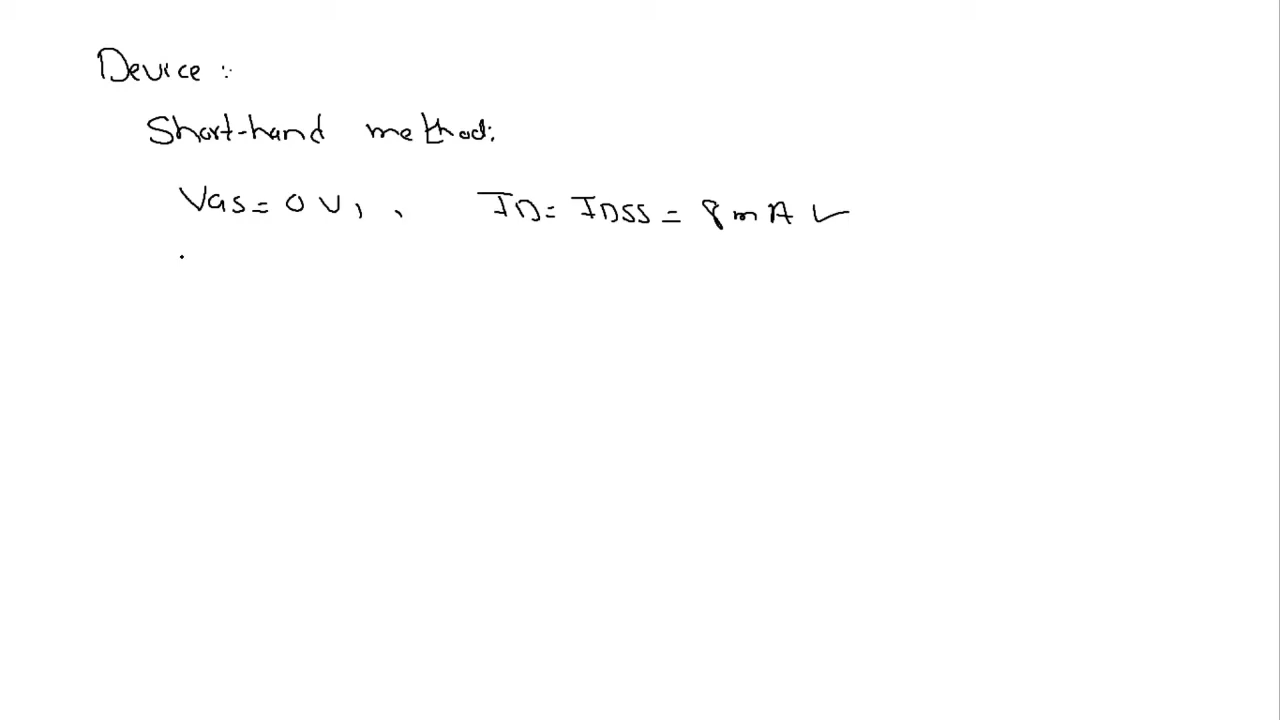 Device :
Short-hand method:
VGS = 0 V, , ID = IDSS = 8 mA ✓